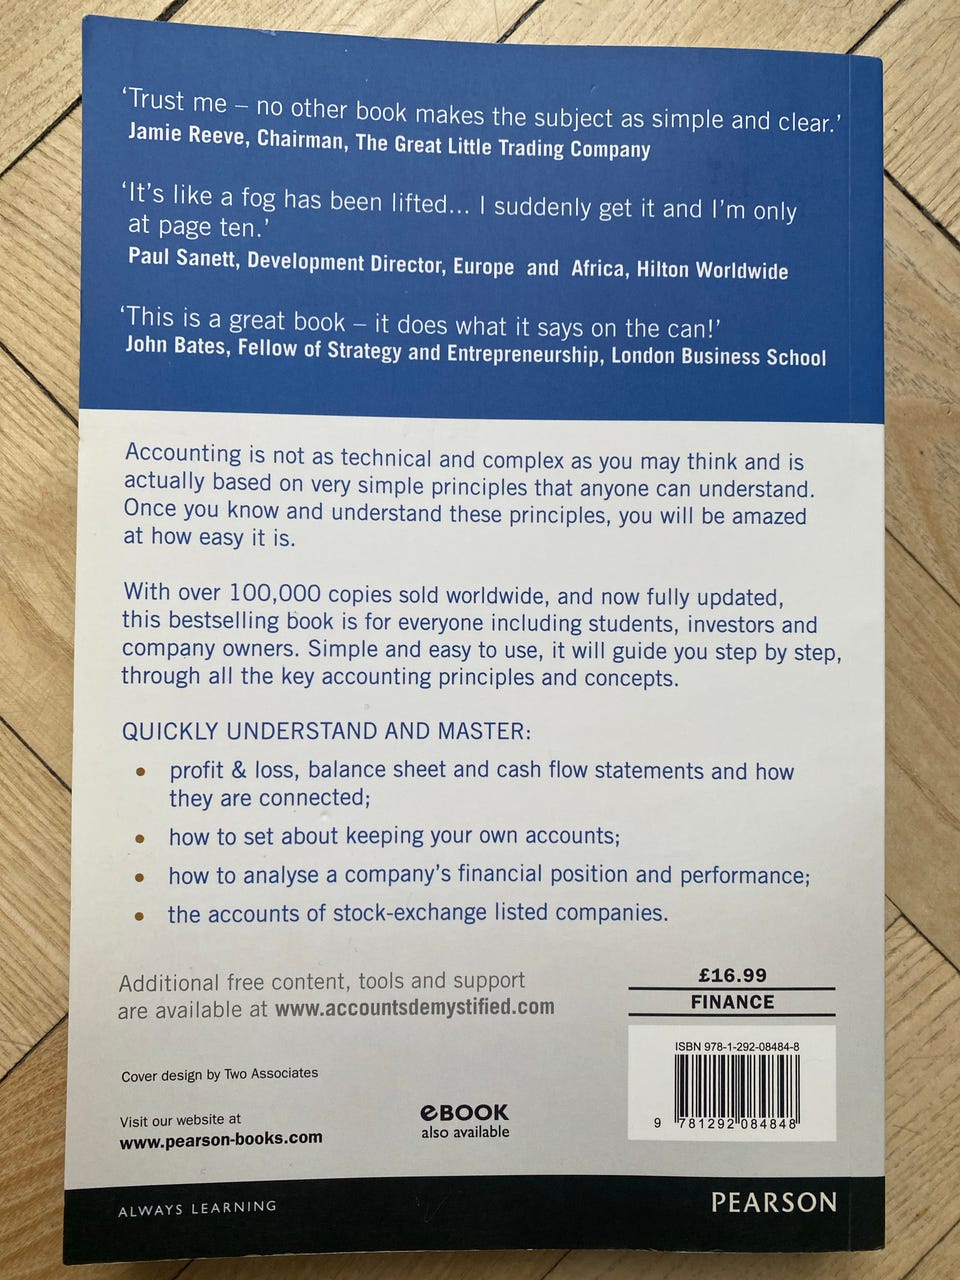 ‘Trust me – no other book makes the subject as simple and clear.’
Jamie Reeve, Chairman, The Great Little Trading Company
‘It’s like a fog has been lifted... I suddenly get it and I’m only
at page ten.’
Paul Sanett, Development Director, Europe and Africa, Hilton Worldwide
‘This is a great book – it does what it says on the can!’
John Bates, Fellow of Strategy and Entrepreneurship, London Business School
Accounting is not as technical and complex as you may think and is
actually based on very simple principles that anyone can understand.
Once you know and understand these principles, you will be amazed
at how easy it is.
With over 100,000 copies sold worldwide, and now fully updated,
this bestselling book is for everyone including students, investors and
company owners. Simple and easy to use, it will guide you step by step,
through all the key accounting principles and concepts.
QUICKLY UNDERSTAND AND MASTER:
• profit & loss, balance sheet and cash flow statements and how
they are connected;
• how to set about keeping your own accounts;
• how to analyse a company’s financial position and performance;
• the accounts of stock-exchange listed companies.
Additional free content, tools and support
are available at www.accountsdemystified.com
£16.99
FINANCE
ISBN 978-1-292-08484-8
9 781292 084848
Cover design by Two Associates
Visit our website at
www.pearson-books.com
eBOOK
also available
ALWAYS LEARNING
PEARSON